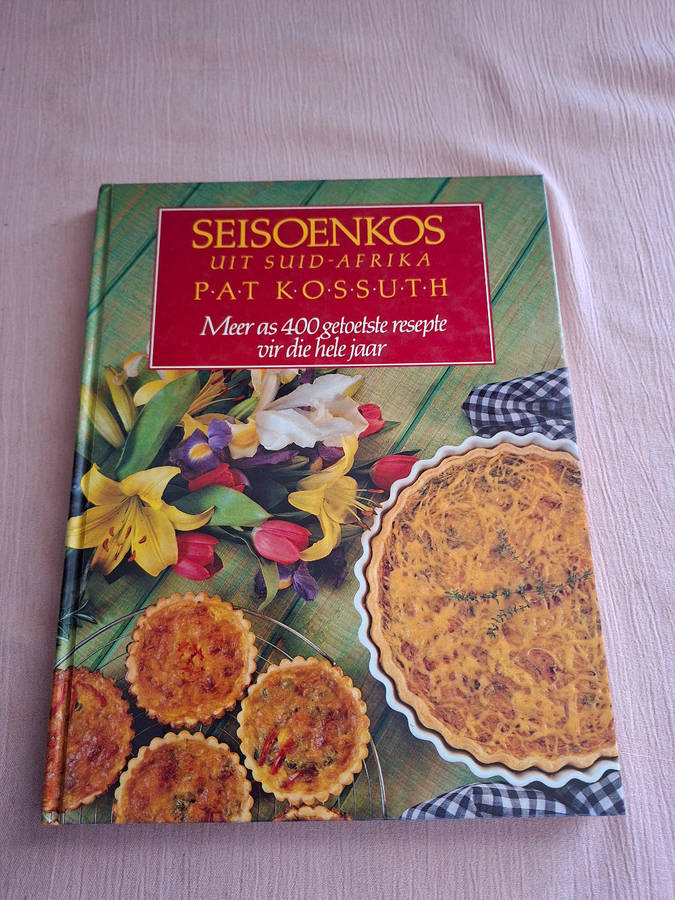 SEISOENKOS
UIT SUID-AFRIKA
P·A·T K·O·S·S·U·T·H
Meer as 400 getoetste resepte
vir die hele jaar